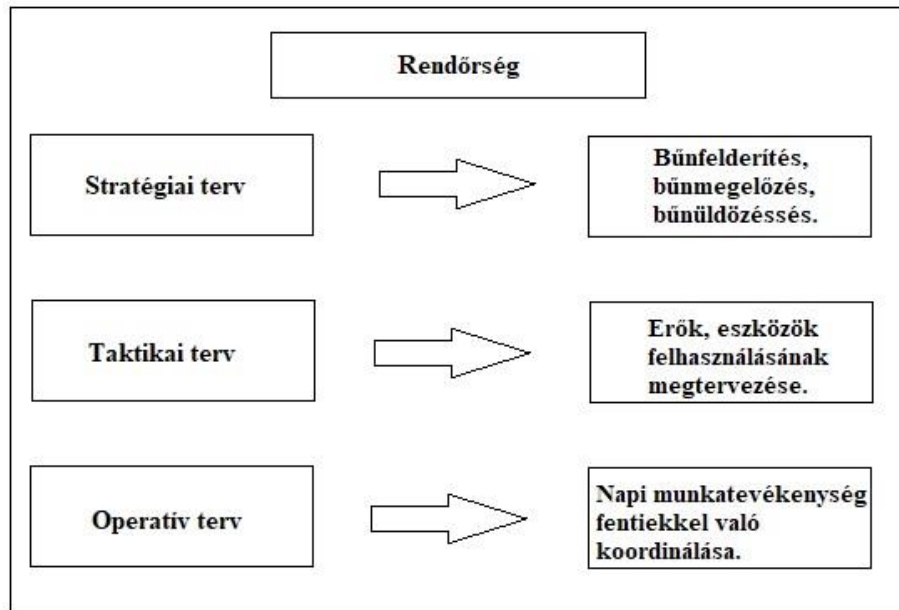 Rendőrség
Stratégiai terv
Bűnfelderítés,
bűnmegelőzés,
bűnüldözéssés.
Taktikai terv
Erők, eszközök
felhasználásának
megtervezése.
Operatív terv
Napi munkatevékenység
fentiekkel való
koordinálása.